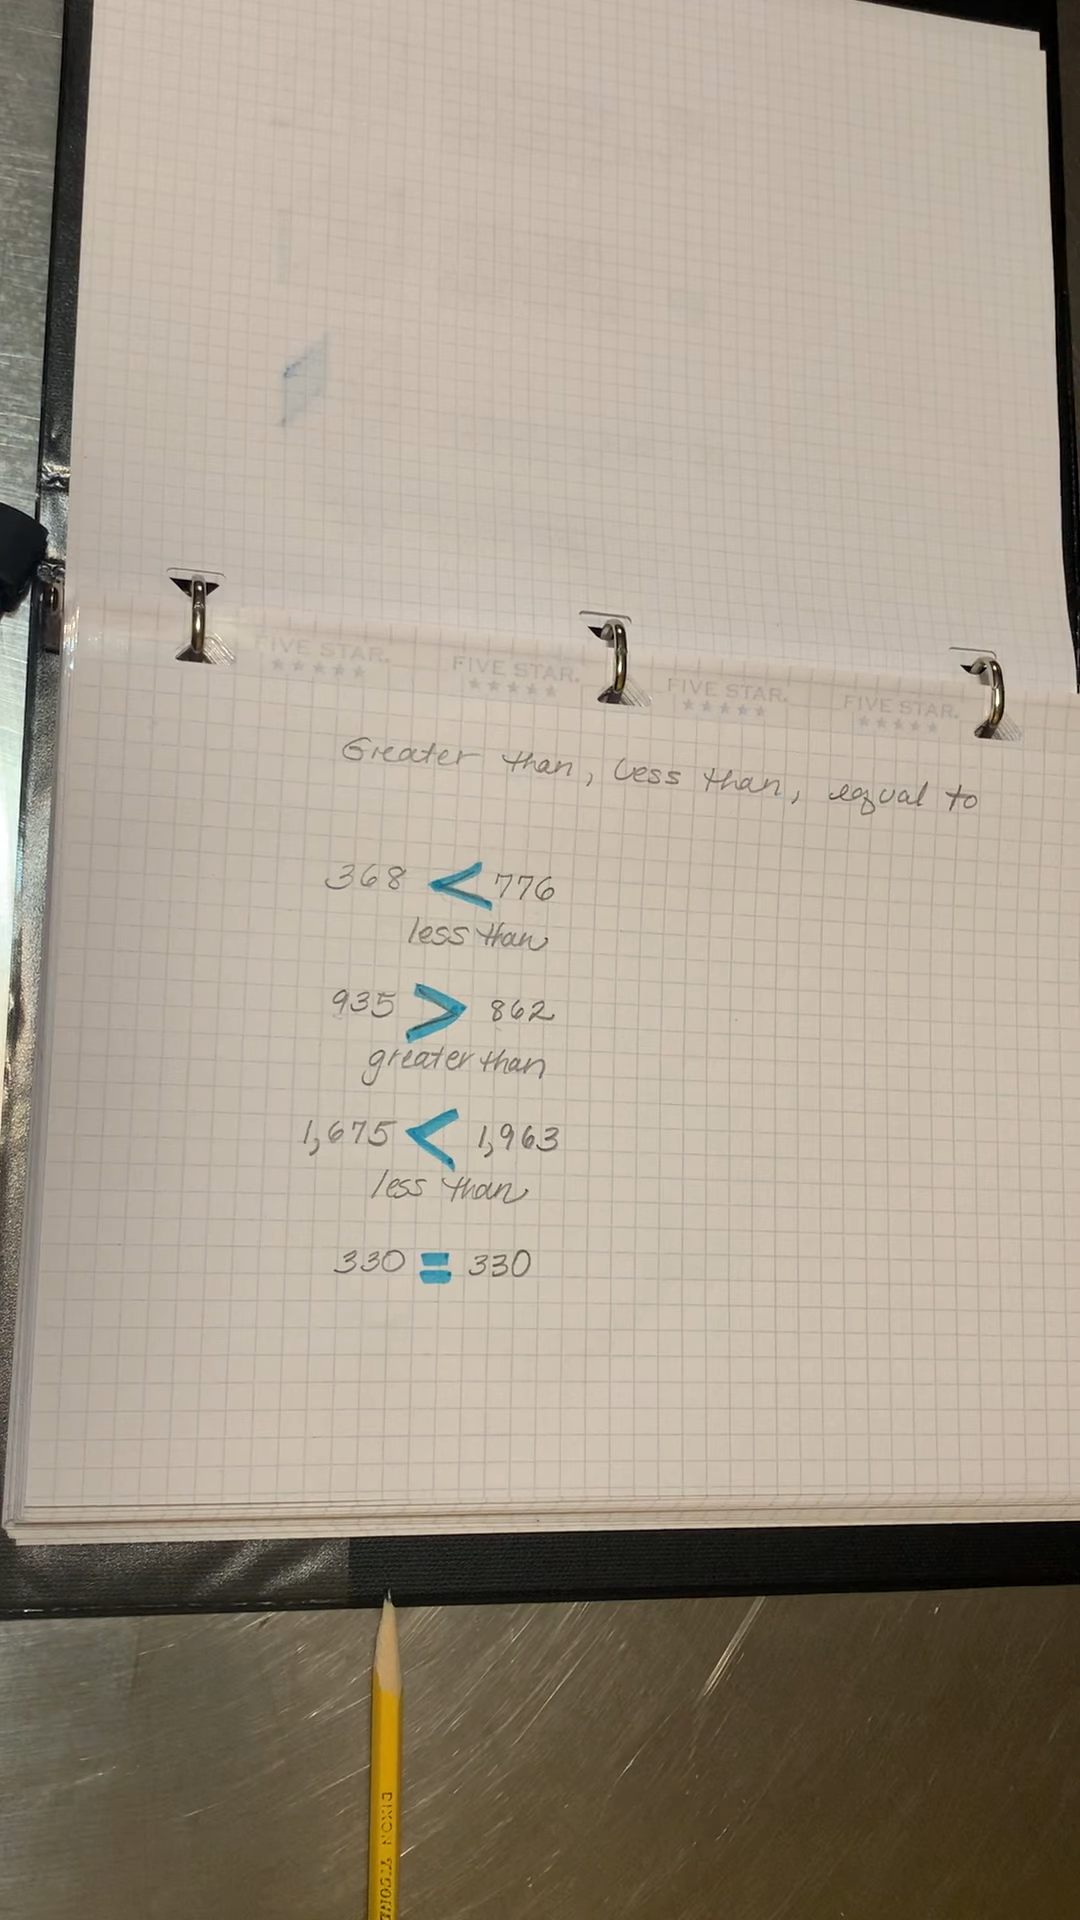 FIVE STAR. FIVE STAR. FIVE STAR. FIVE STAR.
Greater than, less than, equal to
368 < 776
less than
935 > 862
greater than
1,675 < 1,963
less than
330 = 330
DIXON TICONDE